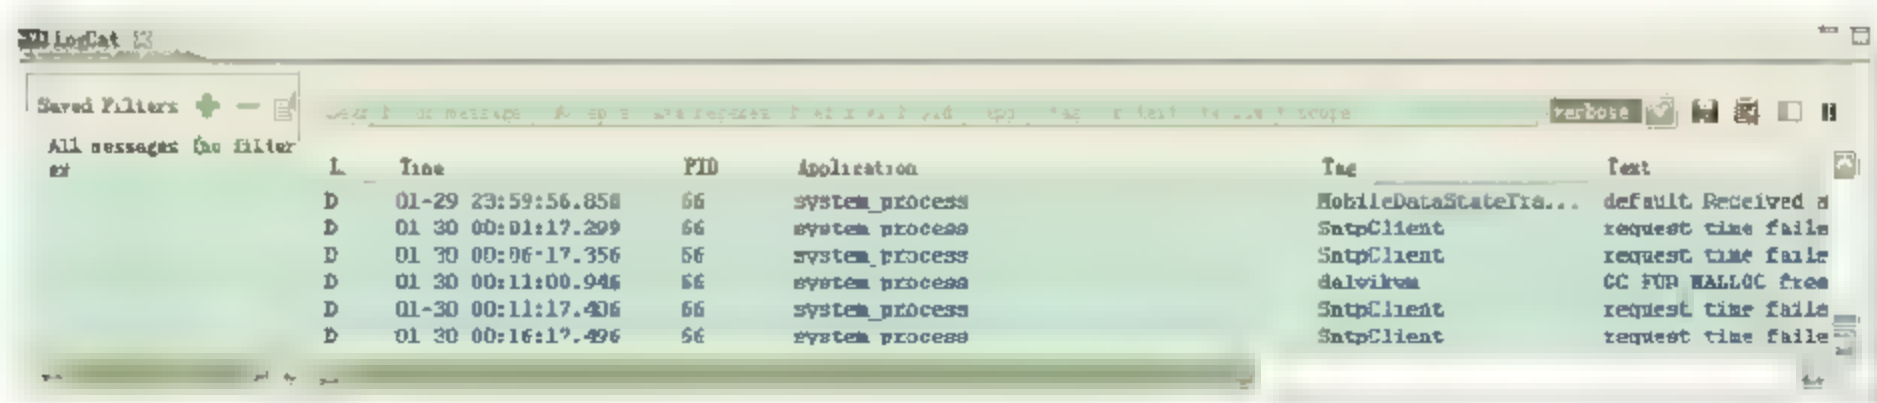 LogCat
Saved Filters
verbose
All messages (no filter
L Time PID Application Tag Text
D 01-29 23:59:56.858 66 system_process MobileDataStateTra... default Received
D 01-30 00:01:17.299 66 system_process SntpClient request time faile
D 01-30 00:06:17.356 66 system_process SntpClient request time faile
D 01-30 00:11:00.946 66 system_process dalvikvm GC_FOR_MALLOC free
D 01-30 00:11:17.406 66 system_process SntpClient request time faile
D 01-30 00:16:17.496 66 system_process SntpClient request time faile